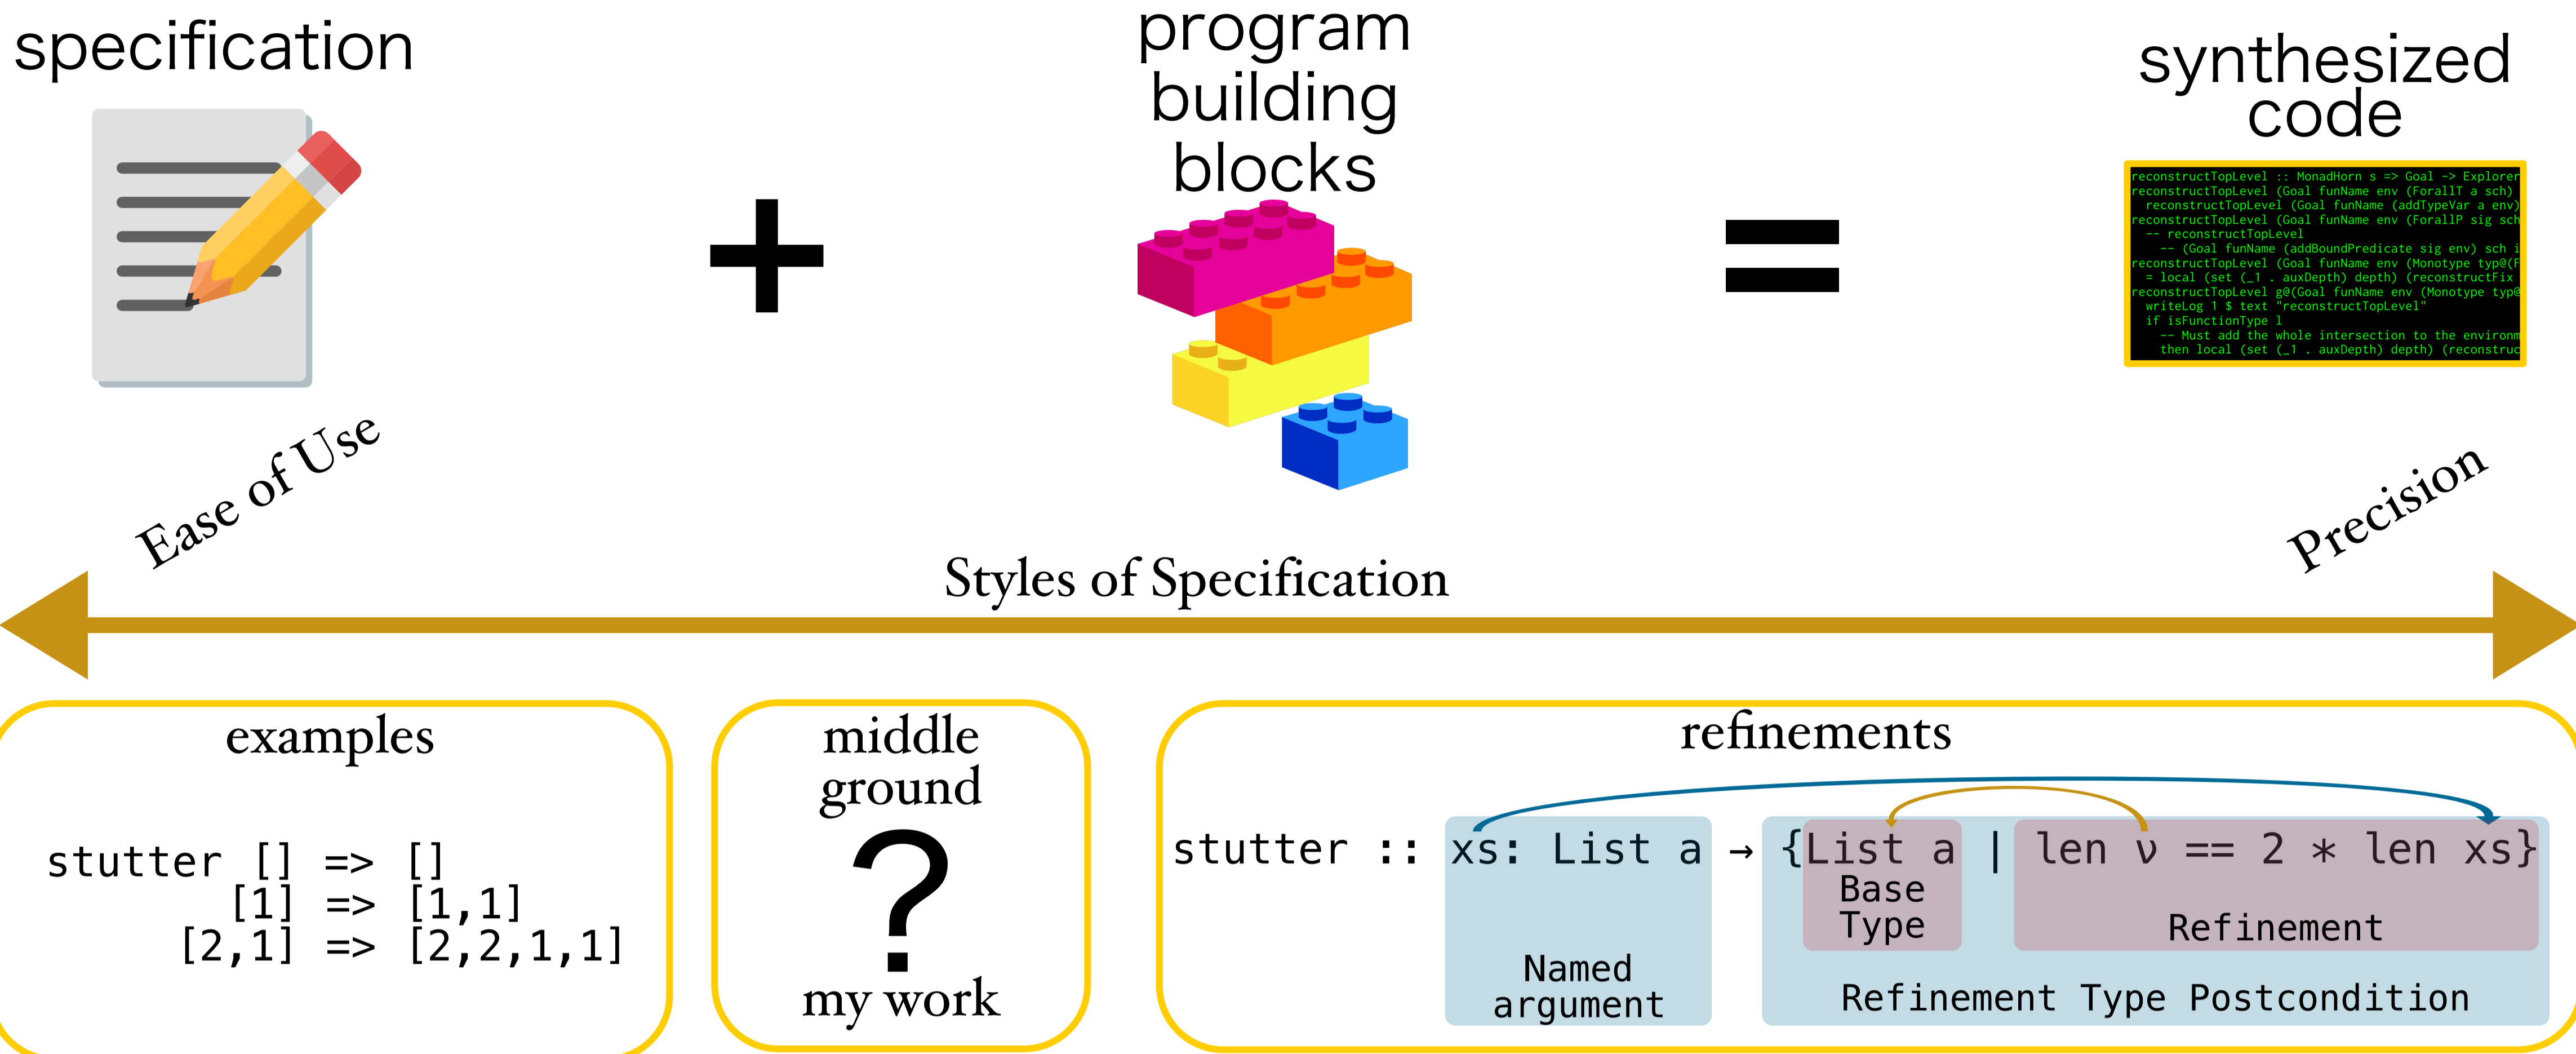 specification
program
building
blocks
synthesized
code
reconstructTopLevel :: MonadHorn s => Goal -> Explorer
reconstructTopLevel (Goal funName env (ForallT a sch)
reconstructTopLevel (Goal funName (addTypeVar a env)
reconstructTopLevel (Goal funName env (ForallP sig sch
-- reconstructTopLevel
-- (Goal funName (addBoundPredicate sig env) sch i
reconstructTopLevel (Goal funName env (Monotype typ@(F
= local (set (_1 . auxDepth) depth) (reconstructFix
reconstructTopLevel g@(Goal funName env (Monotype typ@
writeLog 1 $ text "reconstructTopLevel"
if isFunctionType l
-- Must add the whole intersection to the environm
then local (set (_1 . auxDepth) depth) (reconstruc
Ease of Use
Styles of Specification
Precision
examples
stutter [] => []
[1] => [1,1]
[2,1] => [2,2,1,1]
middle
ground
?
my work
refinements
stutter :: xs: List a → {List a | len ν == 2 * len xs}
Base
Type
Refinement
Named
argument
Refinement Type Postcondition